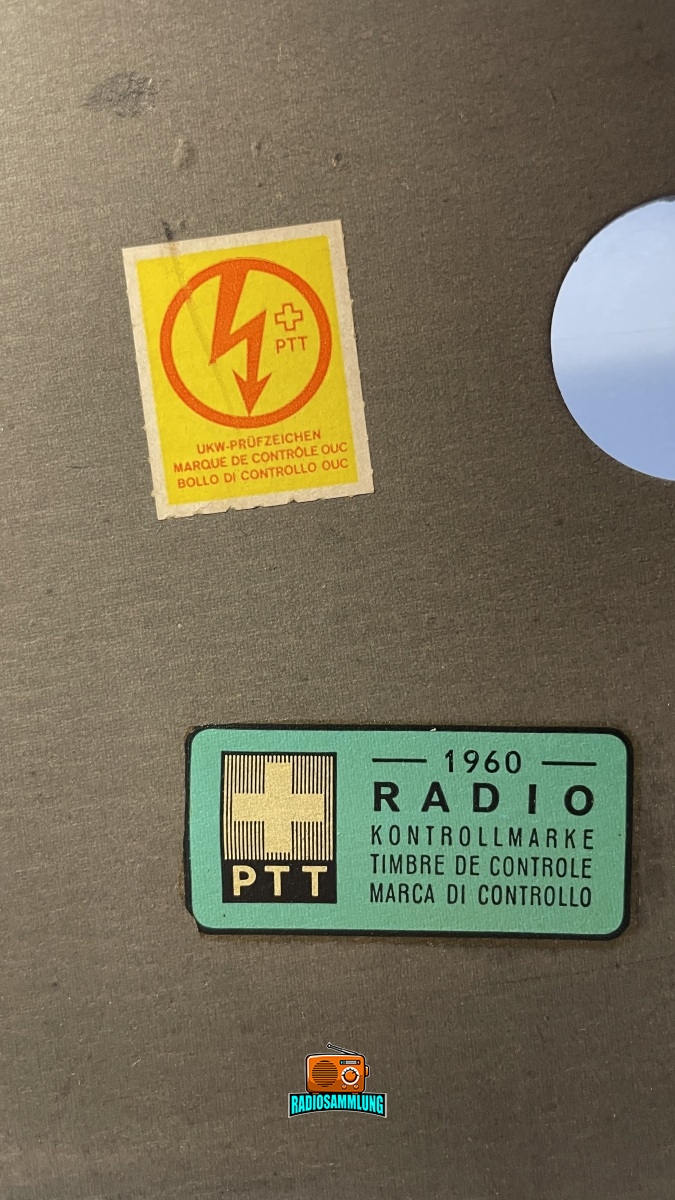 PTT
UKW-PRÜFZEICHEN
MARQUE DE CONTRÔLE OUC
BOLLO DI CONTROLLO OUC
1960
RADIO
KONTROLLMARKE
TIMBRE DE CONTROLE
MARCA DI CONTROLLO
PTT
RADIOSAMMLUNG